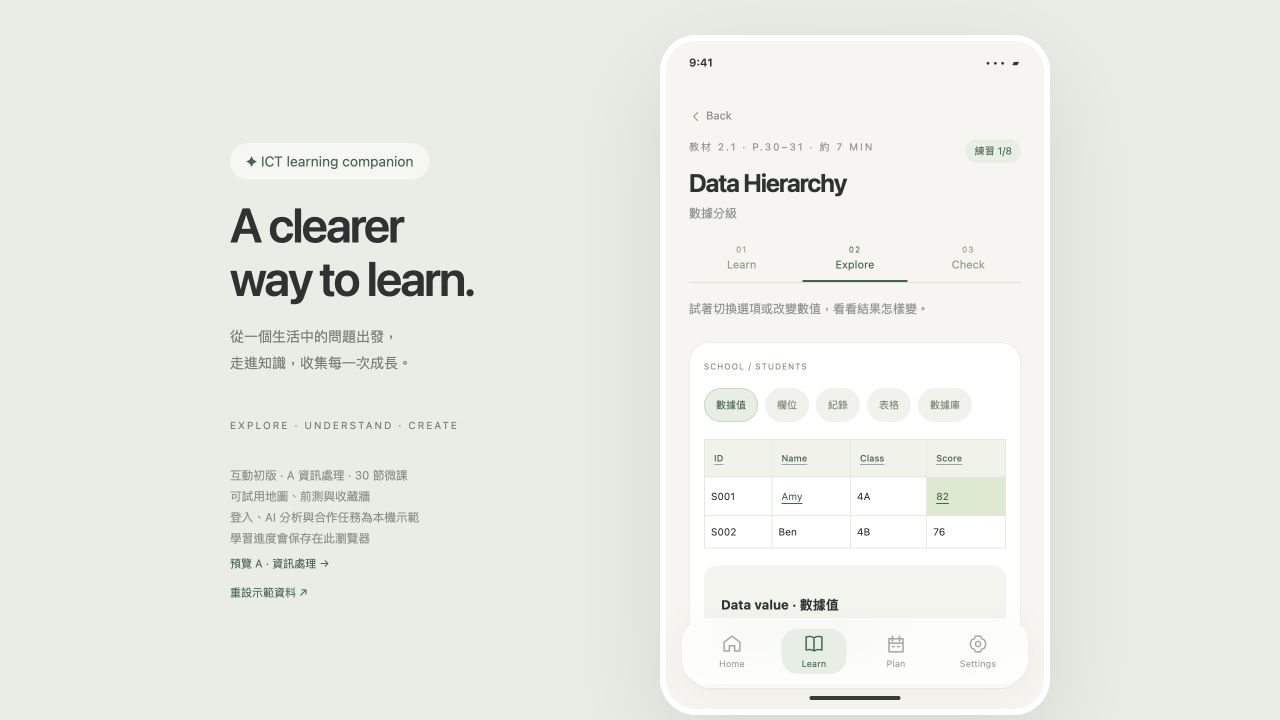 ✦ ICT learning companion
A clearer
way to learn.
從一個生活中的問題出發，
走進知識，收集每一次成長。
EXPLORE · UNDERSTAND · CREATE
互動初版 · A 資訊處理 · 30 節微課
可試用地圖、前測與收藏牆
登入、AI 分析與合作任務為本機示範
學習進度會保存在此瀏覽器
預覽 A · 資訊處理 →
重設示範資料 ↗
9:41
Back
教材 2.1 · P.30–31 · 約 7 MIN
練習 1/8
Data Hierarchy
數據分級
01 02 03
Learn Explore Check
試著切換選項或改變數值，看看結果怎樣變。
SCHOOL / STUDENTS
數據值 欄位 紀錄 表格 數據庫
ID Name Class Score
S001 Amy 4A 82
S002 Ben 4B 76
Data value · 數據值
Home Learn Plan Settings